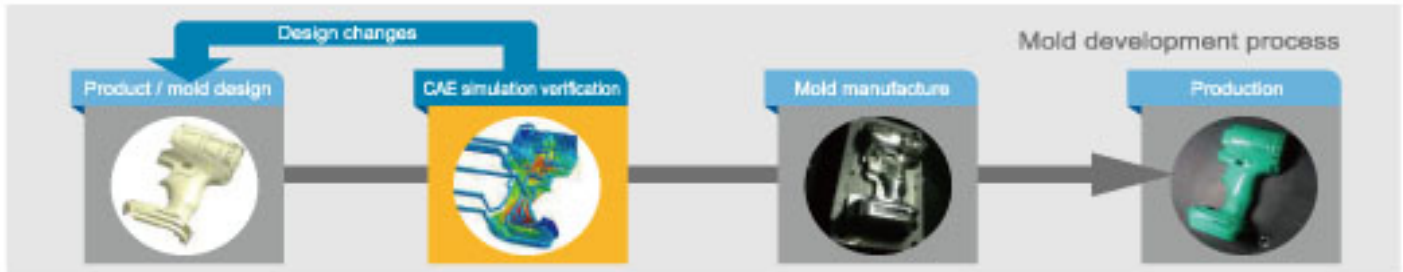 Design changes
Mold development process
Product / mold design
CAE simulation verification
Mold manufacture
Production